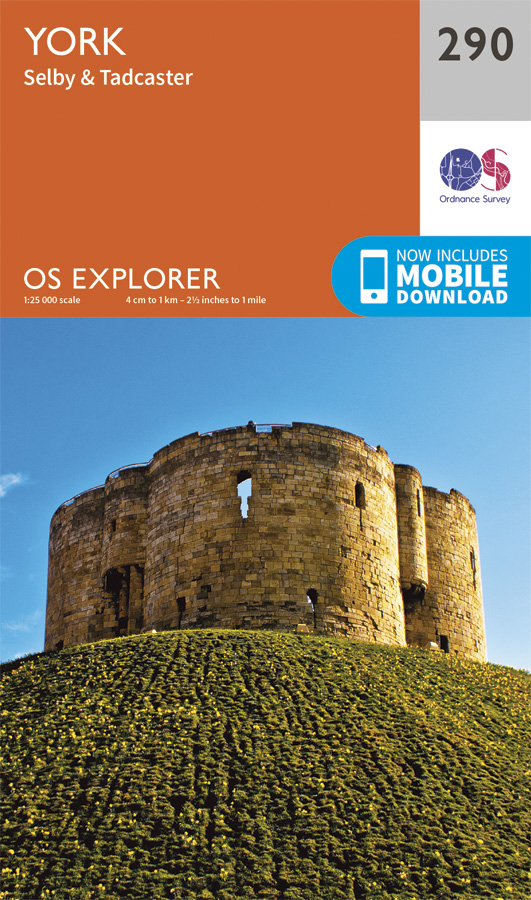 YORK
Selby & Tadcaster
290
Ordnance Survey
OS EXPLORER
1:25 000 scale 4 cm to 1 km – 2½ inches to 1 mile
NOW INCLUDES
MOBILE
DOWNLOAD